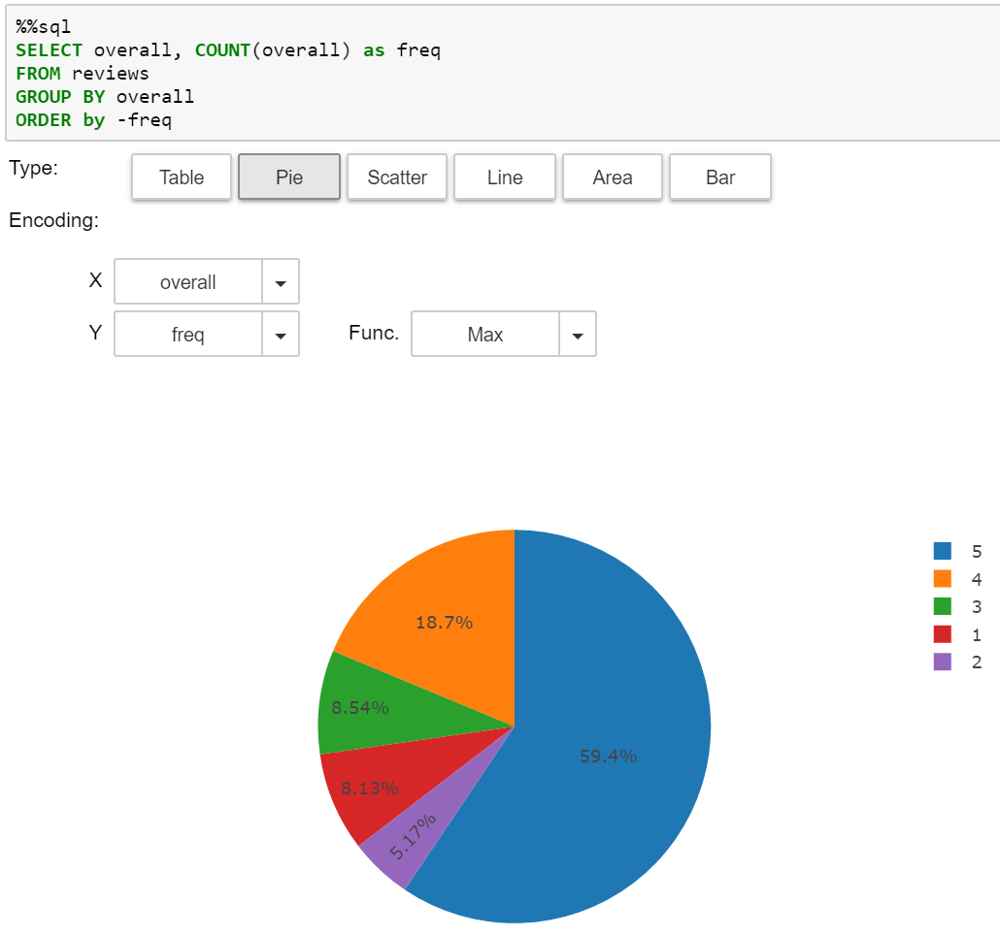 %%sql
SELECT overall, COUNT(overall) as freq
FROM reviews
GROUP BY overall
ORDER by -freq
Type:
Table Pie Scatter Line Area Bar
Encoding:
X overall
Y freq Func. Max
5
4
3
1
2
18.7%
8.54%
59.4%
8.13%
5.17%